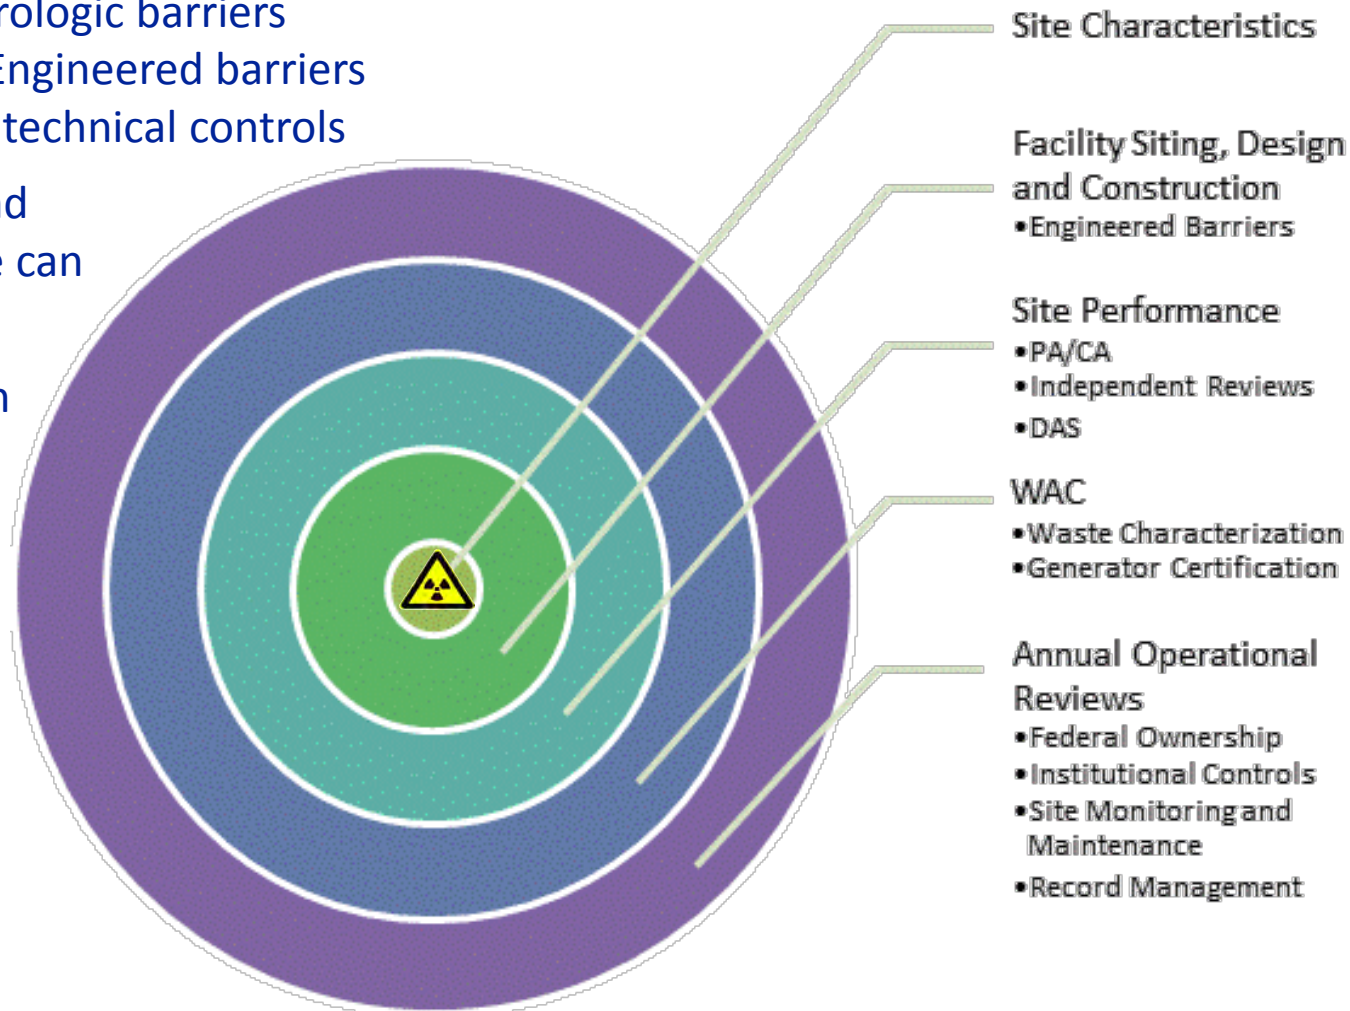 rologic barriers
Engineered barriers
technical controls
e can
Site Characteristics
Facility Siting, Design
and Construction
•Engineered Barriers
Site Performance
•PA/CA
•Independent Reviews
•DAS
WAC
•Waste Characterization
•Generator Certification
Annual Operational
Reviews
•Federal Ownership
•Institutional Controls
•Site Monitoring and
Maintenance
•Record Management